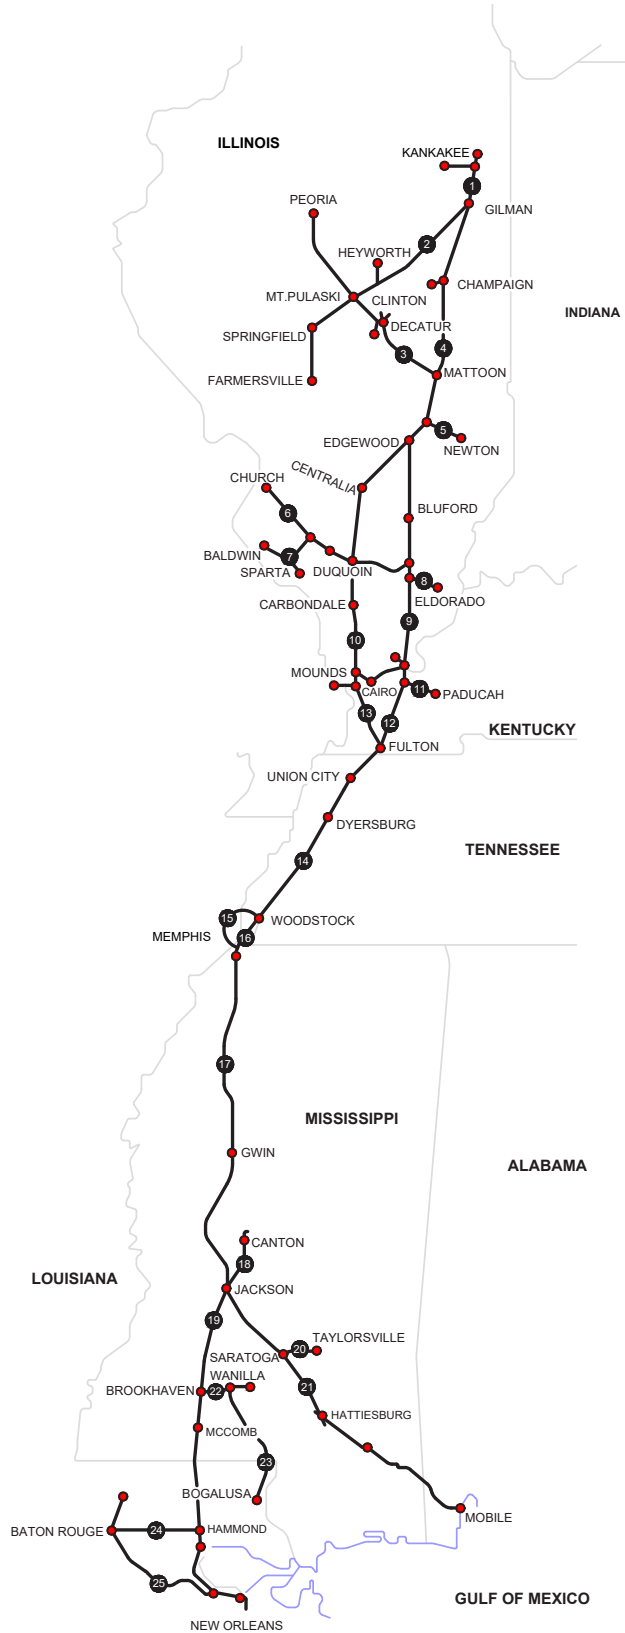 ILLINOIS
KANKAKEE
1
PEORIA
GILMAN
2
HEYWORTH
CHAMPAIGN
MT.PULASKI
CLINTON
INDIANA
DECATUR
SPRINGFIELD
3
4
MATTOON
FARMERSVILLE
5
EDGEWOOD
NEWTON
CENTRALIA
CHURCH
6
BLUFORD
BALDWIN
7
SPARTA
DUQUOIN
8
ELDORADO
CARBONDALE
9
10
MOUNDS
CAIRO
11
PADUCAH
13
12
KENTUCKY
FULTON
UNION CITY
DYERSBURG
TENNESSEE
14
15
WOODSTOCK
MEMPHIS
16
17
MISSISSIPPI
GWIN
ALABAMA
CANTON
18
LOUISIANA
JACKSON
19
TAYLORSVILLE
20
SARATOGA
WANILLA
21
BROOKHAVEN
22
HATTIESBURG
MCCOMB
23
BOGALUSA
MOBILE
BATON ROUGE
24
HAMMOND
25
GULF OF MEXICO
NEW ORLEANS